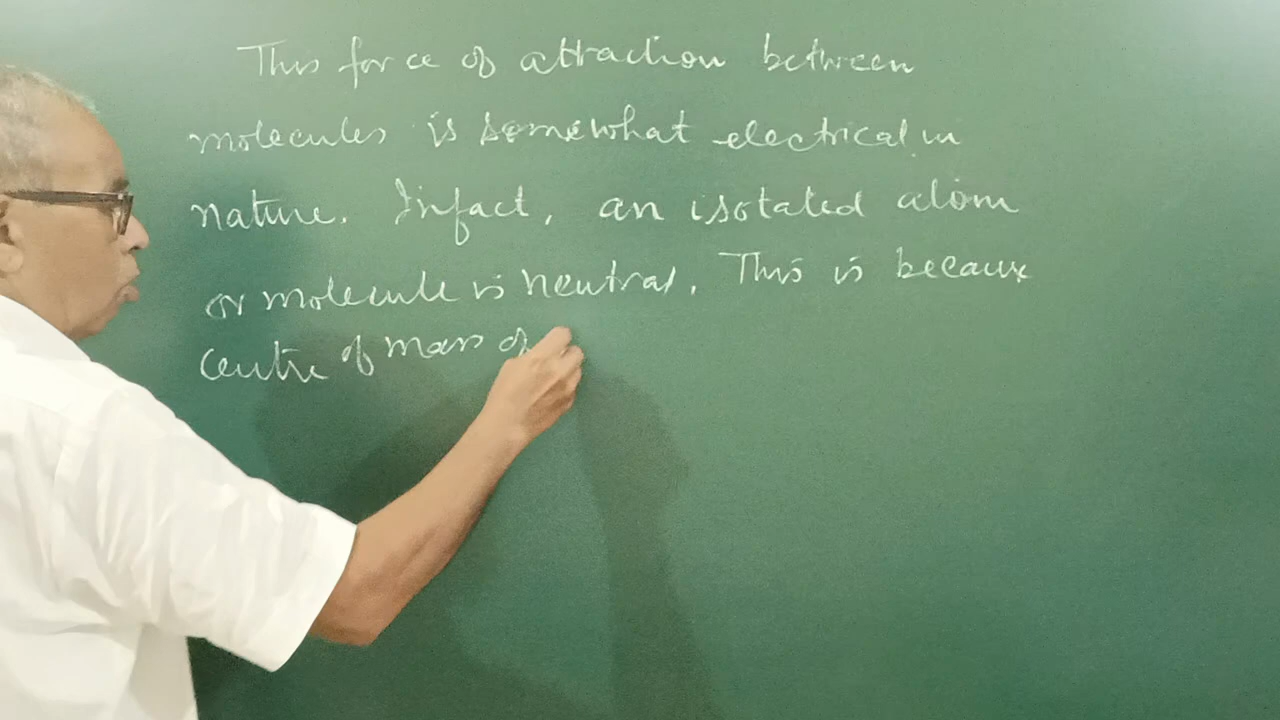 This force of attraction between
molecules is somewhat electrical in
nature. Infact, an isolated atom
or molecule is neutral. This is because
Centre of mass of